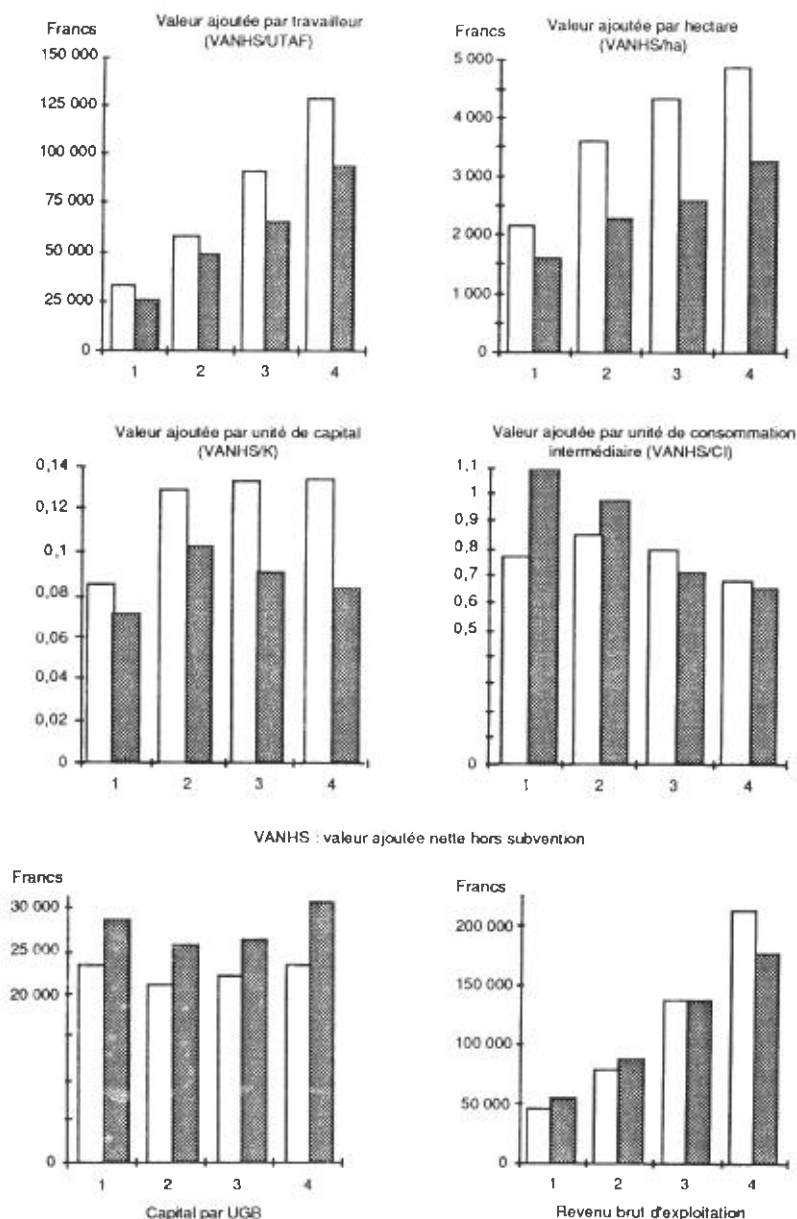 Valeur ajoutée par travailleur
(VANHS/UTAF)
Francs
150 000
125 000
100 000
75 000
50 000
25 000
0
1 2 3 4
Valeur ajoutée par hectare
(VANHS/ha)
Francs
5 000
4 000
3 000
2 000
1 000
0
1 2 3 4
Valeur ajoutée par unité de capital
(VANHS/K)
0,14
0,12
0,1
0,08
0,06
0,04
0,02
0
1 2 3 4
Valeur ajoutée par unité de consommation
intermédiaire (VANHS/CI)
1,1
1
0,9
0,8
0,7
0,6
0,5
0
1 2 3 4
VANHS : valeur ajoutée nette hors subvention
Francs
30 000
25 000
20 000
0
1 2 3 4
Capital par UGB
Francs
200 000
150 000
100 000
50 000
0
1 2 3 4
Revenu brut d'exploitation